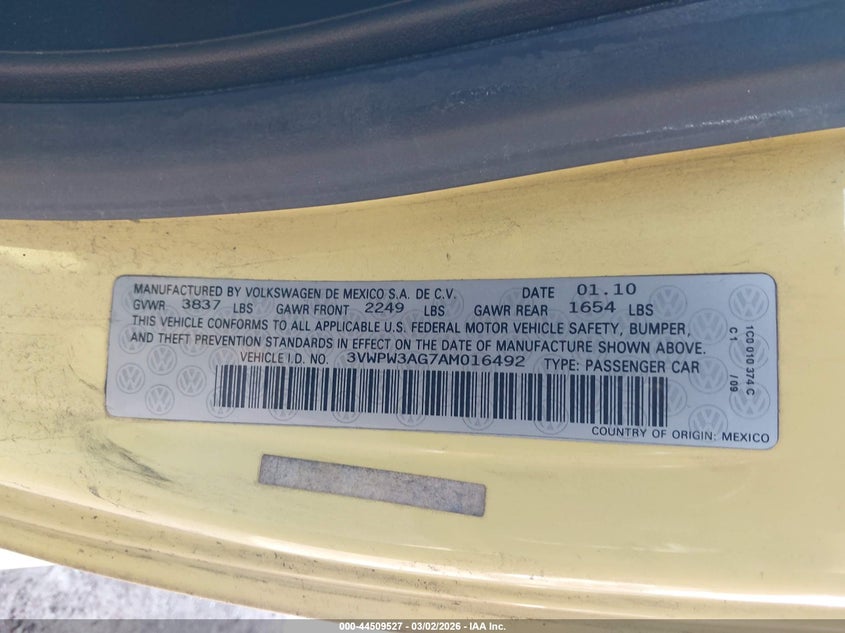 MANUFACTURED BY VOLKSWAGEN DE MEXICO S.A. DE C.V. DATE 01.10
GVWR 3837 LBS GAWR FRONT 2249 LBS GAWR REAR 1654 LBS
THIS VEHICLE CONFORMS TO ALL APPLICABLE U.S. FEDERAL MOTOR VEHICLE SAFETY, BUMPER,
AND THEFT PREVENTION STANDARDS IN EFFECT ON THE DATE OF MANUFACTURE SHOWN ABOVE.
VEHICLE I.D. NO. 3VWPW3AG7AM016492 TYPE: PASSENGER CAR
COUNTRY OF ORIGIN: MEXICO
1C0 010 374 C
C1 /09
000-44509527 - 03/02/2026 - IAA Inc.